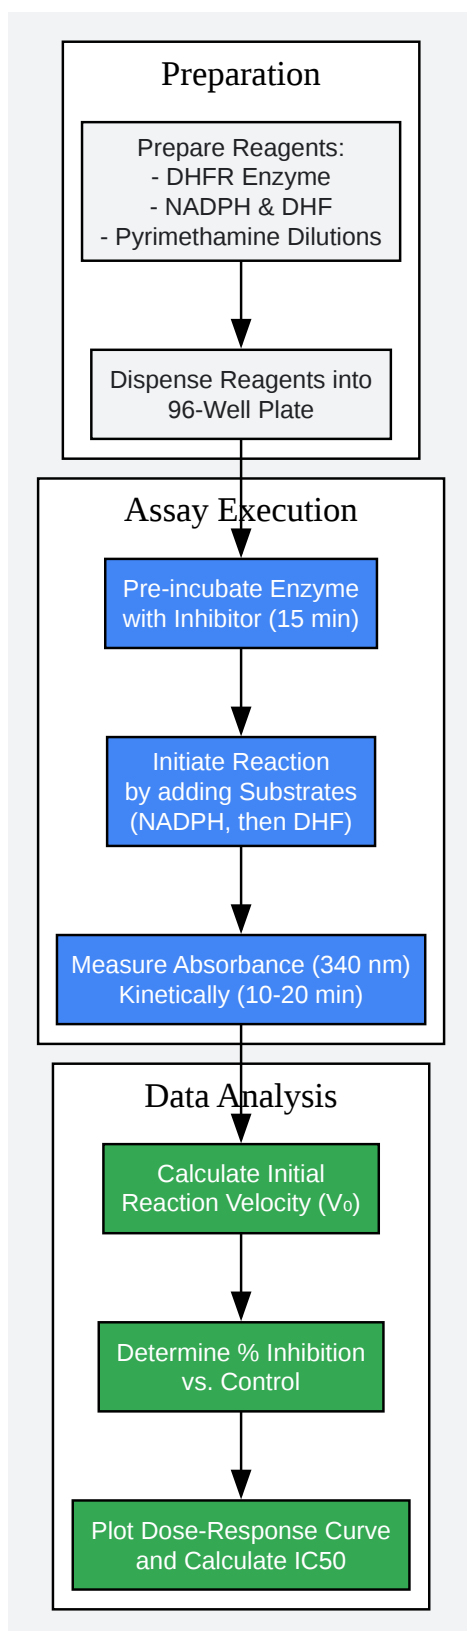 Preparation
Prepare Reagents:
- DHFR Enzyme
- NADPH & DHF
- Pyrimethamine Dilutions
Dispense Reagents into
96-Well Plate
Assay Execution
Pre-incubate Enzyme
with Inhibitor (15 min)
Initiate Reaction
by adding Substrates
(NADPH, then DHF)
Measure Absorbance (340 nm)
Kinetically (10-20 min)
Data Analysis
Calculate Initial
Reaction Velocity (V₀)
Determine % Inhibition
vs. Control
Plot Dose-Response Curve
and Calculate IC50